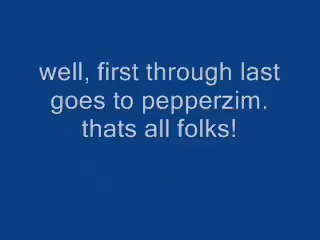 well, first through last
goes to pepperzim.
thats all folks!